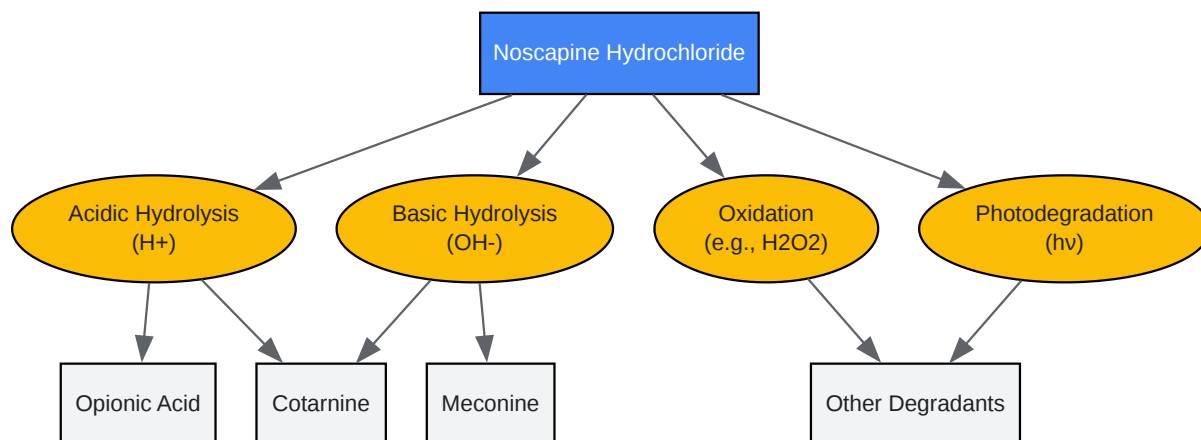 Noscapine Hydrochloride
Acidic Hydrolysis
(H+)
Basic Hydrolysis
(OH-)
Oxidation
(e.g., H2O2)
Photodegradation
(hν)
Opionic Acid
Cotarnine
Meconine
Other Degradants